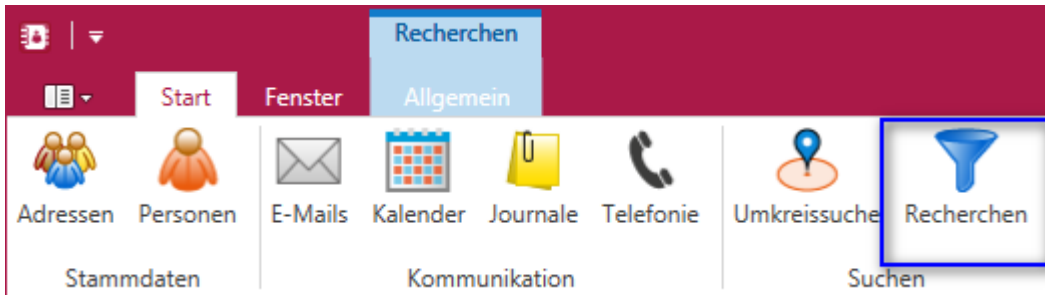 Recherchen
Start Fenster Allgemein
Adressen Personen E-Mails Kalender Journale Telefonie Umkreissuche Recherchen
Stammdaten Kommunikation Suchen